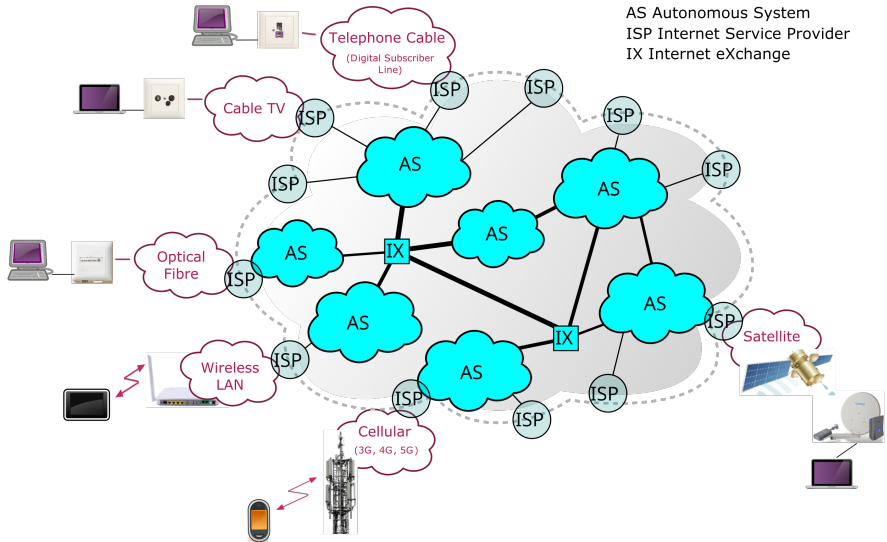 AS Autonomous System
ISP Internet Service Provider
IX Internet eXchange
Telephone Cable
(Digital Subscriber
Line)
ISP
ISP
Cable TV
ISP
ISP
AS
ISP
ISP
AS
ISP
AS
AS
IX
Optical
Fibre
ISP
AS
AS
ISP
Satellite
IX
Wireless
LAN
ISP
AS
ISP
ISP
ISP
Cellular
(3G, 4G, 5G)